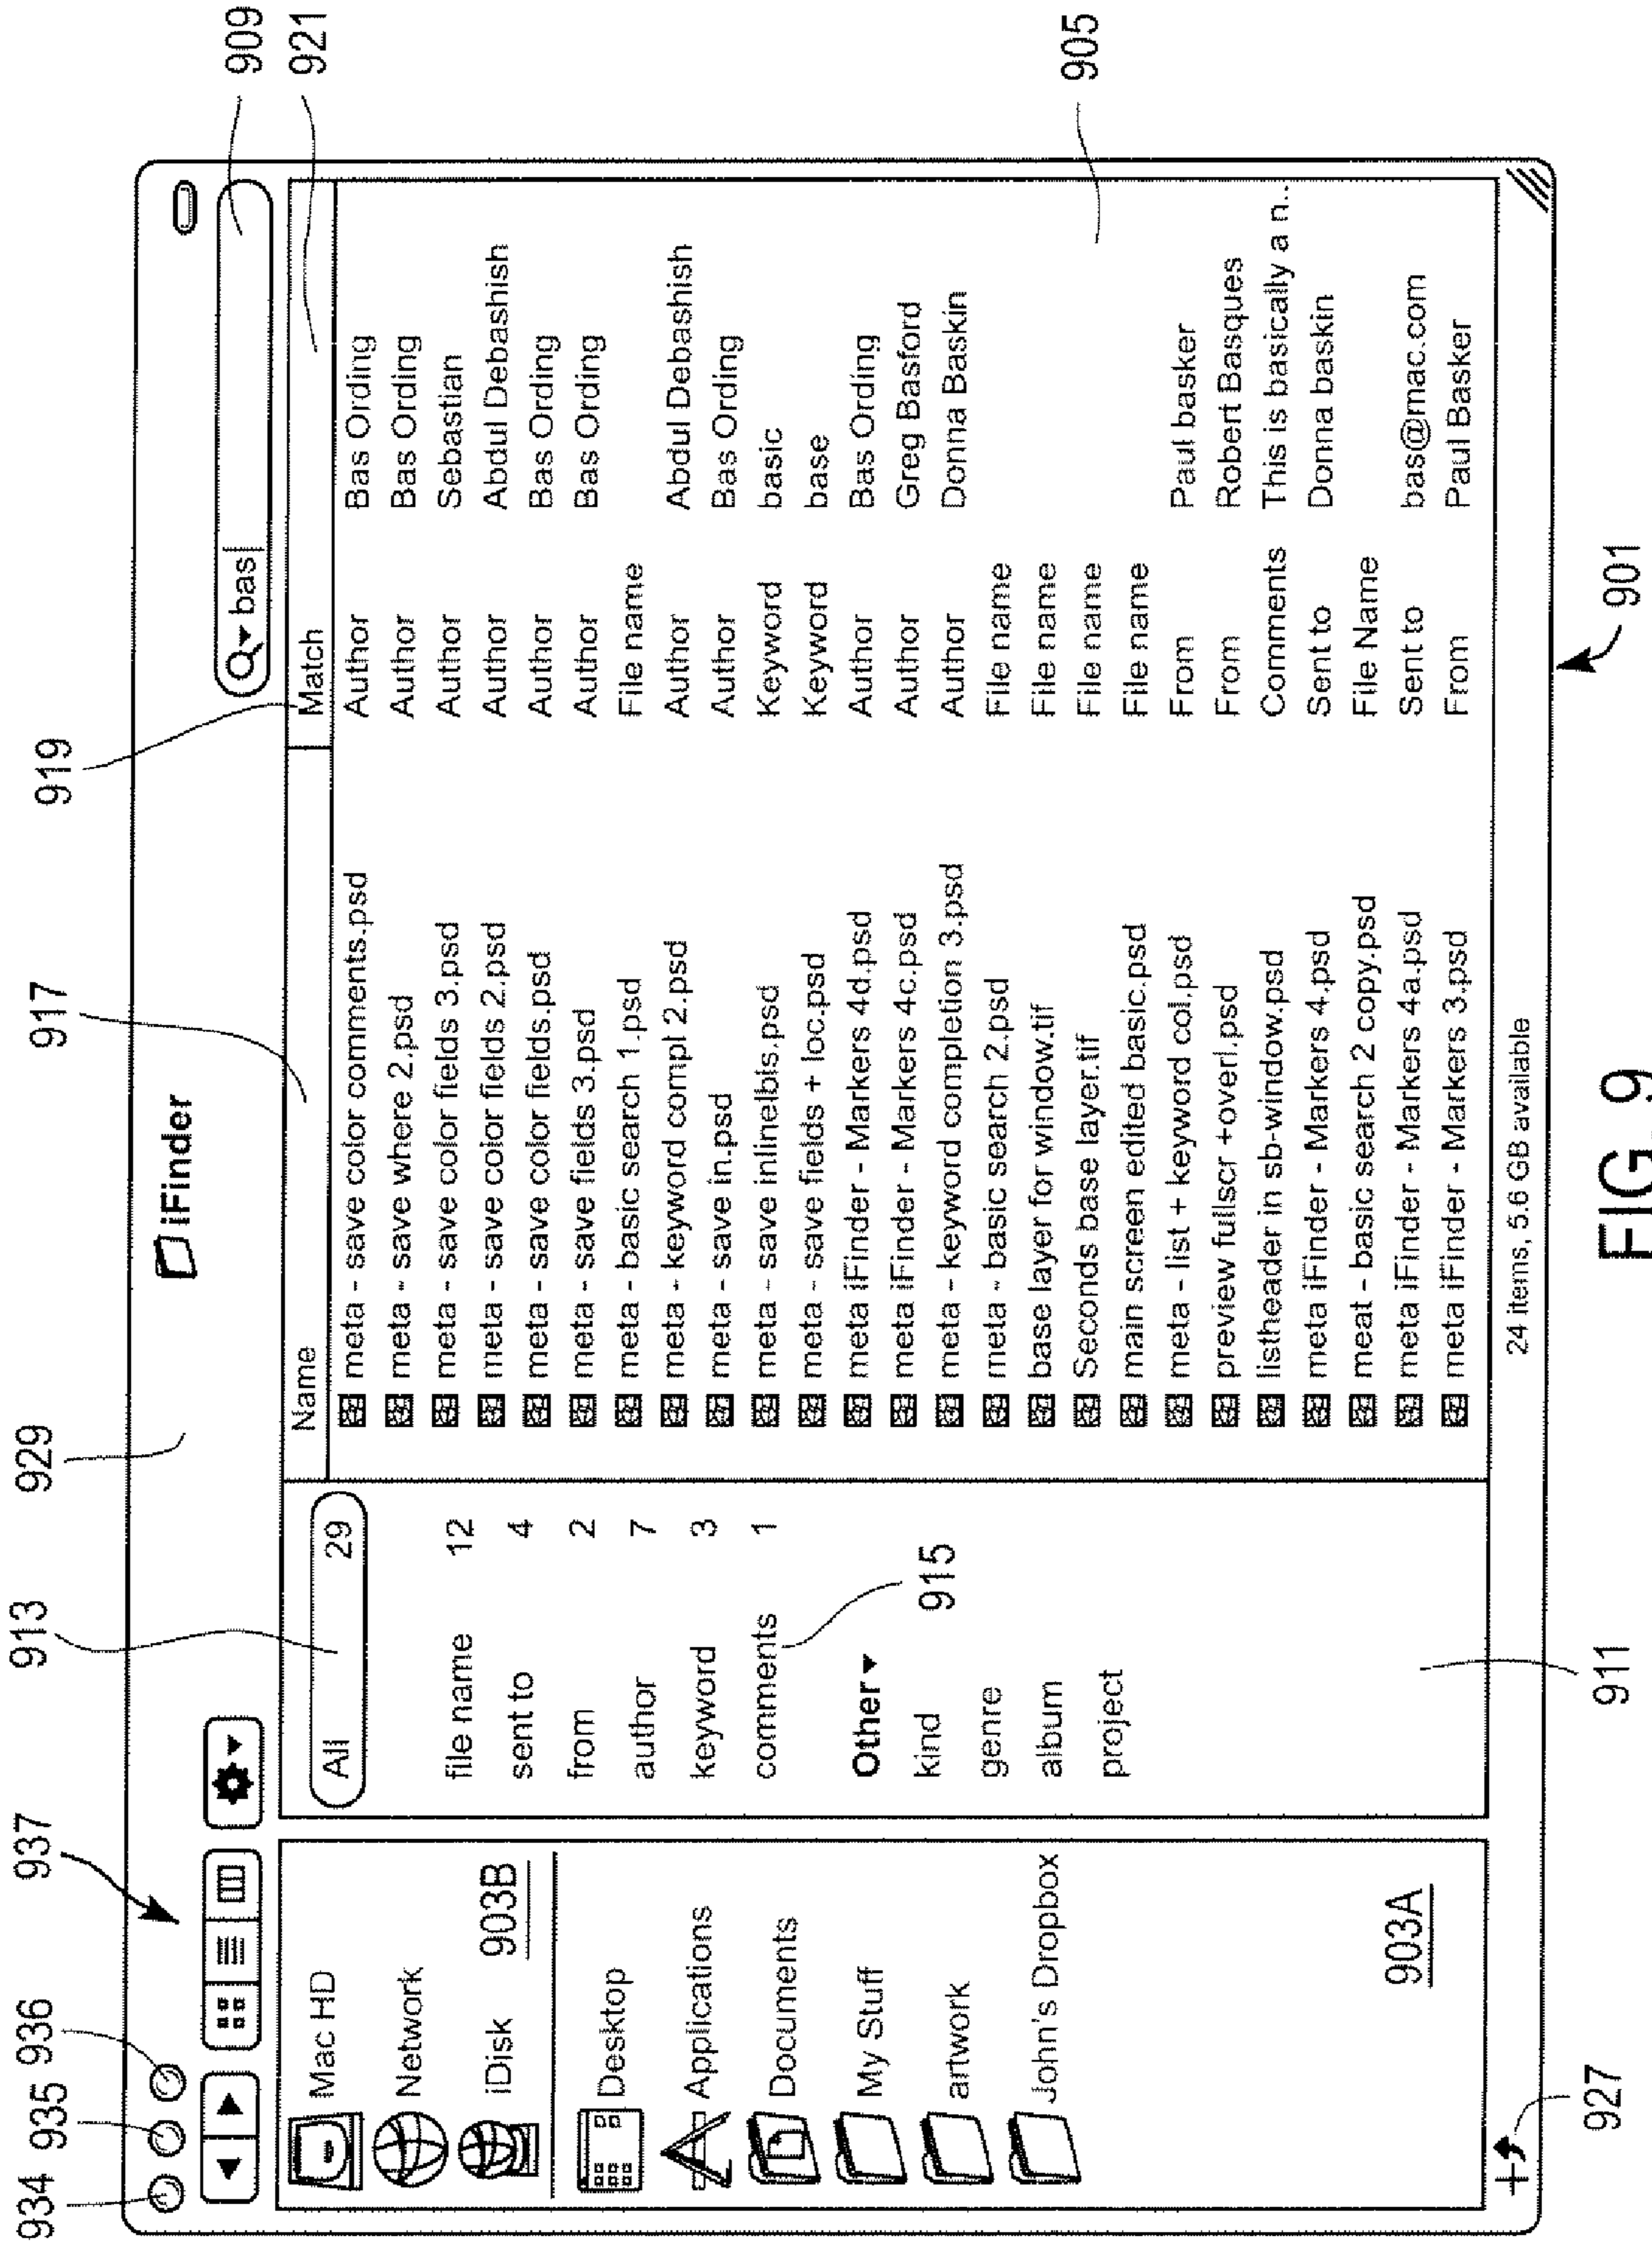 934 935 936 937 913 929 917 919 909
921
iFinder
bas
Mac HD
Network
iDisk
903B
Desktop
Applications
Documents
My Stuff
artwork
John's Dropbox
903A
All 29
file name 12
sent to 4
from 2
author 7
keyword 3
comments 1
915
Other
kind
genre
album
project
Name Match
meta - save color comments.psd Author Bas Ording
meta - save where 2.psd Author Bas Ording
meta - save color fields 3.psd Author Sebastian
meta - save color fields 2.psd Author Abdul Debashish
meta - save color fields.psd Author Bas Ording
meta - save fields 3.psd Author Bas Ording
meta - basic search 1.psd File name
meta - keyword compl 2.psd Author Abdul Debashish
meta - save in.psd Author Bas Ording
meta - save inlinelbls.psd Keyword basic
meta - save fields + loc.psd Keyword base
meta iFinder - Markers 4d.psd Author Bas Ording
meta iFinder - Markers 4c.psd Author Greg Basford
meta - keyword completion 3.psd Author Donna Baskin
meta - basic search 2.psd File name
base layer for window.tif File name
Seconds base layer.tif File name
main screen edited basic.psd File name
meta - list + keyword col.psd From Paul basker
preview fullscr +overl.psd From Robert Basques
listheader in sb-window.psd Comments This is basically a n..
meta iFinder - Markers 4.psd Sent to Donna baskin
meat - basic search 2 copy.psd File Name
meta iFinder - Markers 4a.psd Sent to bas@mac.com
meta iFinder - Markers 3.psd From Paul Basker
905
24 items, 5.6 GB available
927 911 901
FIG. 9